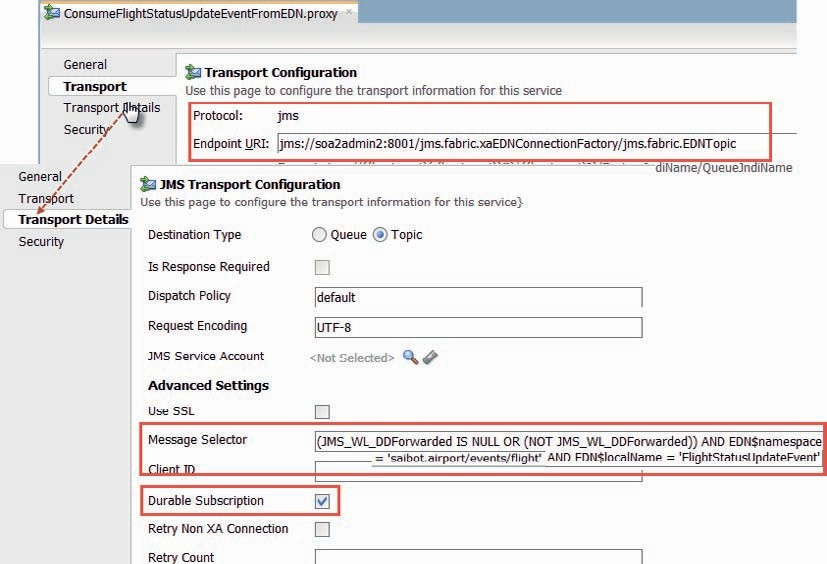 ConsumeFlightStatusUpdateEventFromEDN.proxy
General
Transport
Transport Details
Security
Transport Configuration
Use this page to configure the transport information for this service
Protocol: jms
Endpoint URI: jms://soa2admin2:8001/jms.fabric.xaEDNConnectionFactory/jms.fabric.EDNTopic
diName/QueueJndiName
General
Transport
Transport Details
Security
JMS Transport Configuration
Use this page to configure the transport information for this service}
Destination Type Queue Topic
Is Response Required
Dispatch Policy default
Request Encoding UTF-8
JMS Service Account <Not Selected>
Advanced Settings
Use SSL
Message Selector (JMS_WL_DDForwarded IS NULL OR (NOT JMS_WL_DDForwarded)) AND EDN$namespace
= 'saibot.airport/events/flight' AND EDN$localName = 'FlightStatusUpdateEvent'
Client ID
Durable Subscription
Retry Non XA Connection
Retry Count